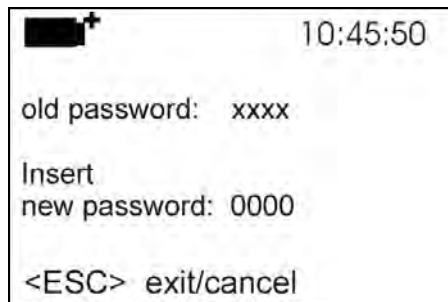 10:45:50
old password: xxxx
Insert
new password: 0000
<ESC> exit/cancel